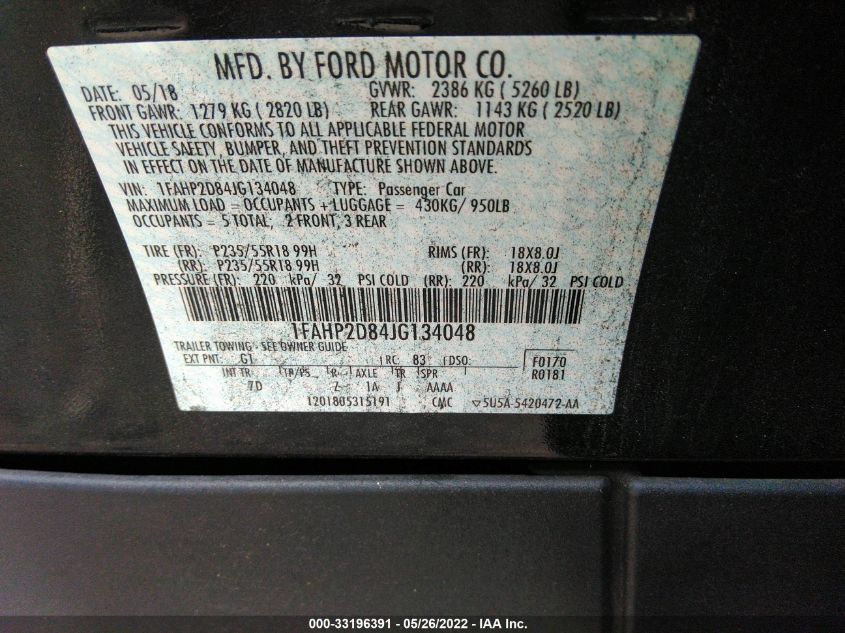 MFD. BY FORD MOTOR CO.
DATE: 05/18 GVWR: 2386 KG ( 5260 LB)
FRONT GAWR: 1279 KG ( 2820 LB) REAR GAWR: 1143 KG ( 2520 LB)
THIS VEHICLE CONFORMS TO ALL APPLICABLE FEDERAL MOTOR
VEHICLE SAFETY, BUMPER, AND THEFT PREVENTION STANDARDS
IN EFFECT ON THE DATE OF MANUFACTURE SHOWN ABOVE.
VIN: 1FAHP2D84JG134048 TYPE: Passenger Car
MAXIMUM LOAD = OCCUPANTS + LUGGAGE = 430KG/ 950LB
OCCUPANTS = 5 TOTAL, 2 FRONT, 3 REAR
TIRE (FR): P235/55R18 99H RIMS (FR): 18X8.0J
(RR): P235/55R18 99H (RR): 18X8.0J
PRESSURE (FR): 220 kPa/ 32 PSI COLD (RR): 220 kPa/ 32 PSI COLD
1FAHP2D84JG134048
TRAILER TOWING - SEE OWNER GUIDE
EXT PNT: G1 RC: 83 DSO: F0170
INT TR TP/PS R AXLE TR SPR R0181
7D 2 1A J AAAA
1201805315191 CMC ▽5U5A-5420472-AA
000-33196391 - 05/26/2022 - IAA Inc.